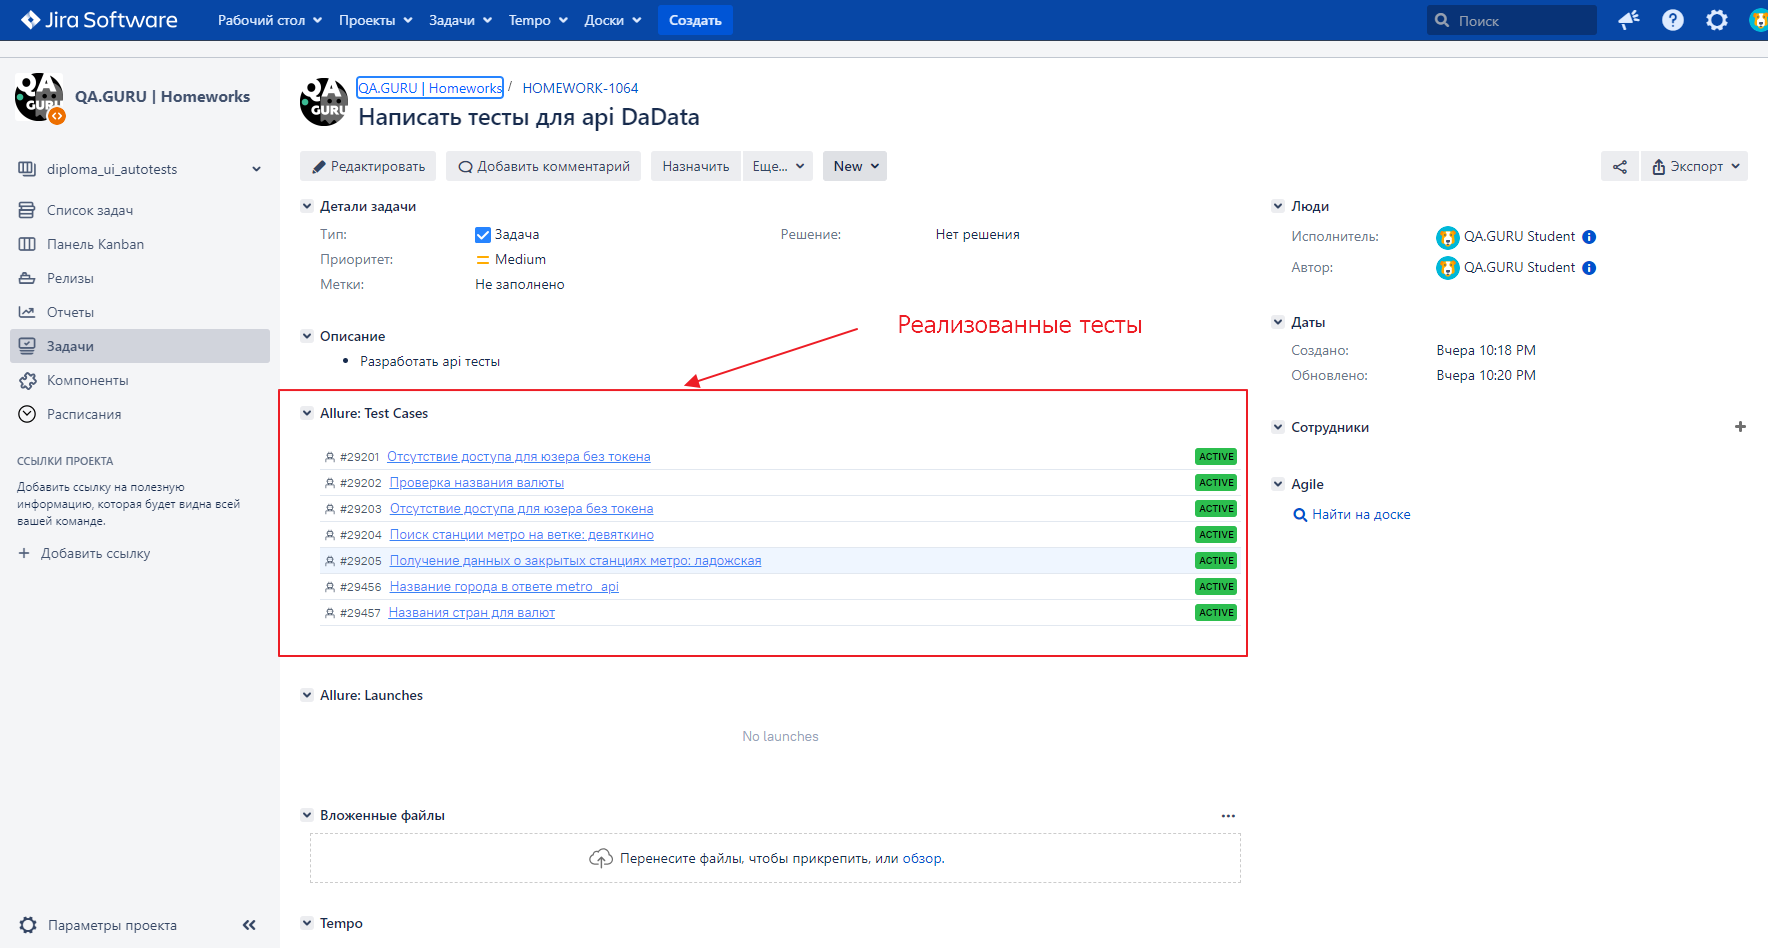 Jira Software
Рабочий стол Проекты Задачи Tempo Доски Создать Поиск
QA GURU
QA.GURU | Homeworks
diploma_ui_autotests
Список задач
Панель Kanban
Релизы
Отчеты
Задачи
Компоненты
Расписания
ССЫЛКИ ПРОЕКТА
Добавить ссылку на полезную
информацию, которая будет видна всей
вашей команде.
+ Добавить ссылку
Параметры проекта
QA GURU
QA.GURU | Homeworks / HOMEWORK-1064
Написать тесты для api DaData
Редактировать Добавить комментарий Назначить Еще... New Экспорт
Детали задачи
Тип: Задача Решение: Нет решения
Приоритет: Medium
Метки: Не заполнено
Описание
• Разработать api тесты
Реализованные тесты
Allure: Test Cases
#29201 Отсутствие доступа для юзера без токена ACTIVE
#29202 Проверка названия валюты ACTIVE
#29203 Отсутствие доступа для юзера без токена ACTIVE
#29204 Поиск станции метро на ветке: девяткино ACTIVE
#29205 Получение данных о закрытых станциях метро: ладожская ACTIVE
#29456 Название города в ответе metro_api ACTIVE
#29457 Названия стран для валют ACTIVE
Allure: Launches
No launches
Вложенные файлы
Перенесите файлы, чтобы прикрепить, или обзор.
Tempo
Люди
Исполнитель: QA.GURU Student
Автор: QA.GURU Student
Даты
Создано: Вчера 10:18 PM
Обновлено: Вчера 10:20 PM
Сотрудники
Agile
Найти на доске